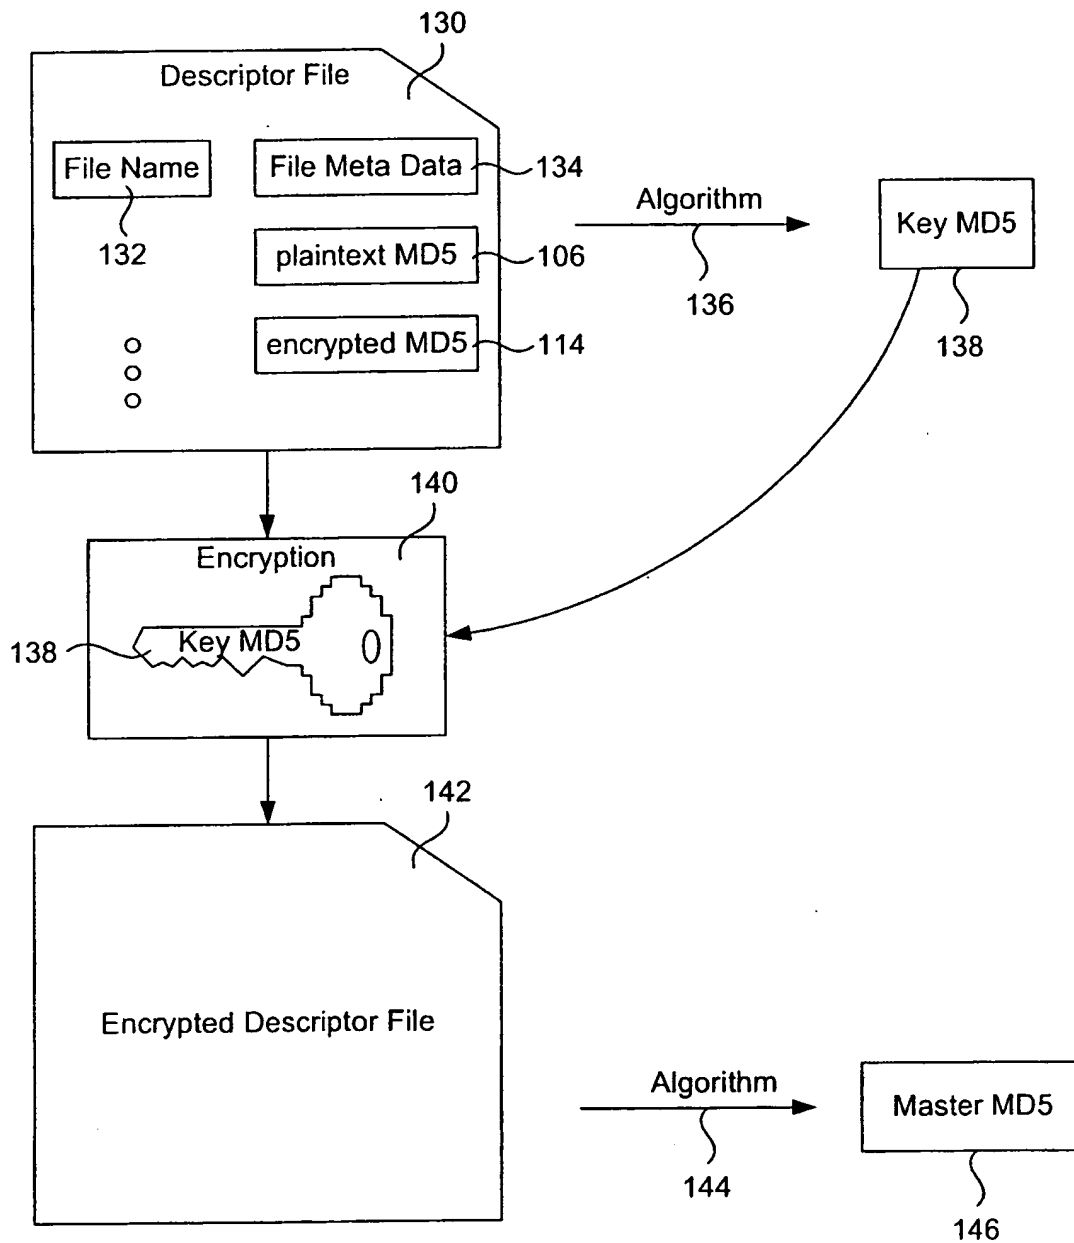 130
Descriptor File
File Name
132
File Meta Data
134
plaintext MD5
106
encrypted MD5
114
Algorithm
136
Key MD5
138
140
Encryption
Key MD5
138
142
Encrypted Descriptor File
Algorithm
144
Master MD5
146